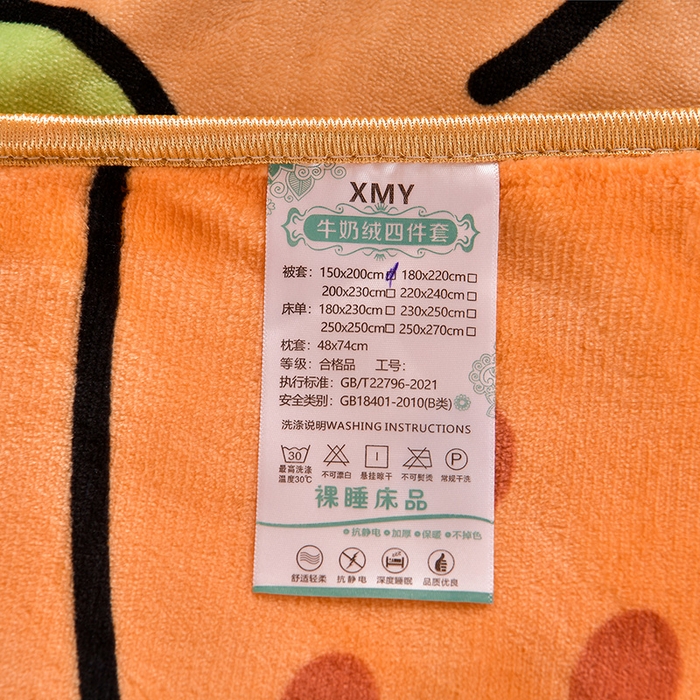 XMY
牛奶绒四件套
被套：150x200cm☑ 180x220cm□
200x230cm□ 220x240cm□
床单：180x230cm□ 230x250cm□
250x250cm□ 250x270cm□
枕套：48x74cm
等级：合格品 工号：
执行标准：GB/T22796-2021
安全类别：GB18401-2010(B类)
洗涤说明WASHING INSTRUCTIONS
30 P
最高洗涤温度30℃ 不可漂白 悬挂晾干 不可熨烫 常规干洗
裸睡床品
•抗静电 •加厚 •保暖 •不掉色
舒适轻柔 抗静电 深度睡眠 品质优良